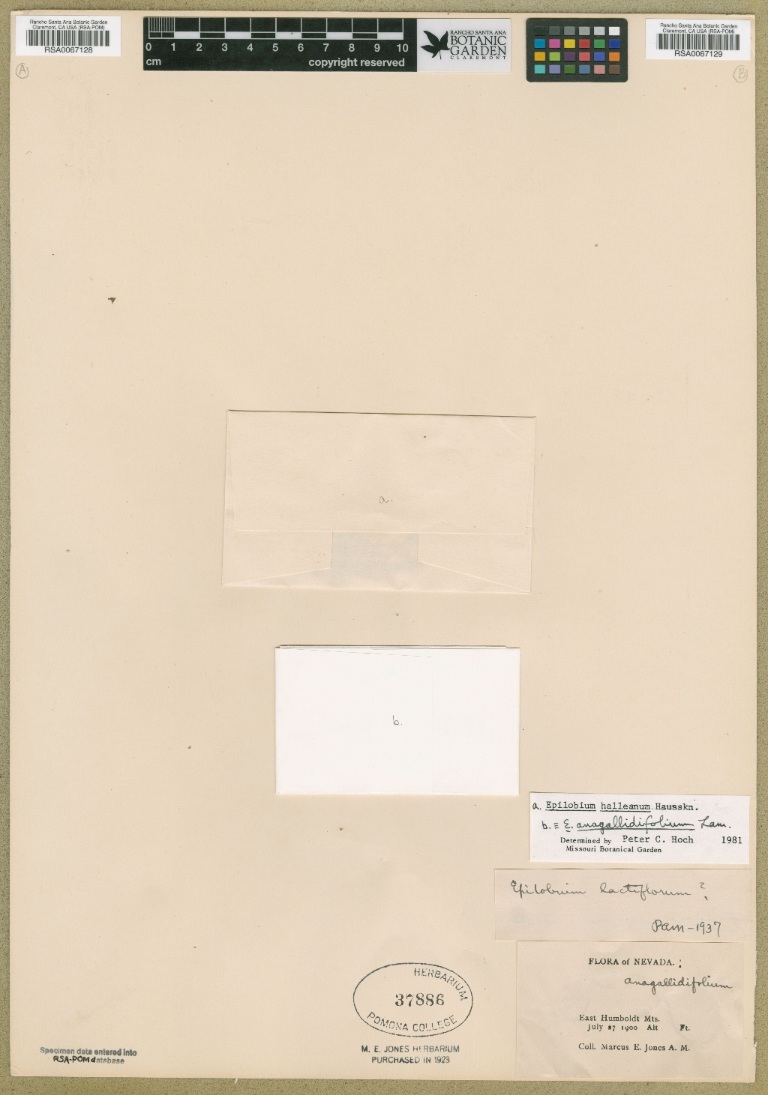 Rancho Santa Ana Botanic Garden
Claremont, CA USA (RSA-POM)
RSA0067128
A
0 1 2 3 4 5 6 7 8 9 10
cm
copyright reserved
RANCHO SANTA ANA
BOTANIC
GARDEN
CLAREMONT
Rancho Santa Ana Botanic Garden
Claremont, CA USA (RSA-POM)
RSA0067129
B
a.
b.
a. Epilobium halleanum Hausskn.
b. = E. anagallidifolium Lam.
Determined by Peter C. Hoch 1981
Missouri Botanical Garden
Epilobium lactiflorum ?
Pam-1937
FLORA of NEVADA.
anagallidifolium
East Humboldt Mts.
July 27 1900 Alt Ft.
Coll. Marcus E. Jones A. M.
HERBARIUM
37886
POMONA COLLEGE
M. E. JONES HERBARIUM
PURCHASED IN 1923
Specimen data entered into
RSA-POM database